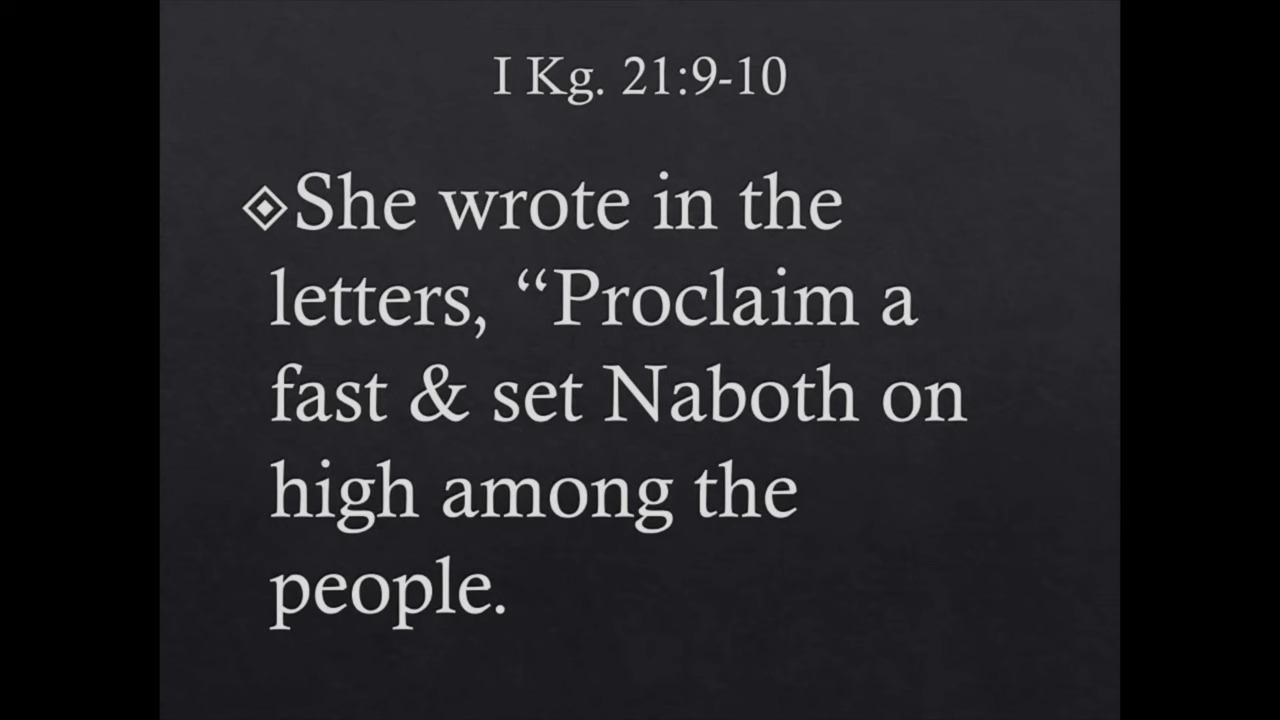 I Kg. 21:9-10
She wrote in the
letters, “Proclaim a
fast & set Naboth on
high among the
people.